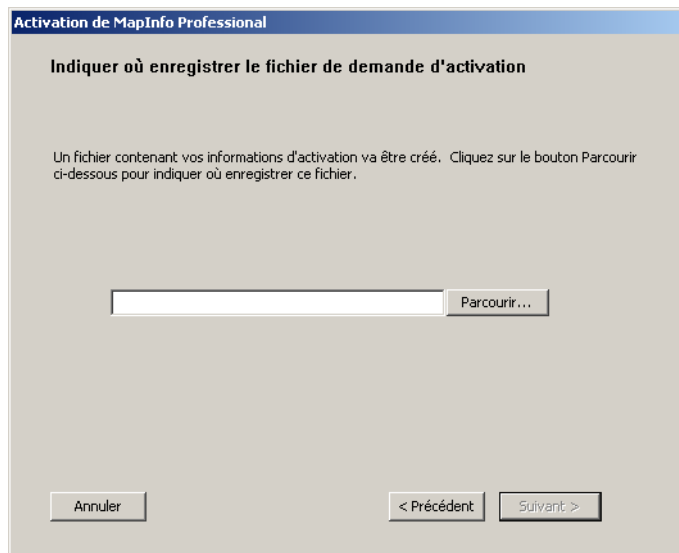 Activation de MapInfo Professional
Indiquer où enregistrer le fichier de demande d'activation
Un fichier contenant vos informations d'activation va être créé.  Cliquez sur le bouton Parcourir
ci-dessous pour indiquer où enregistrer ce fichier.
Parcourir...
Annuler
< Précédent
Suivant >